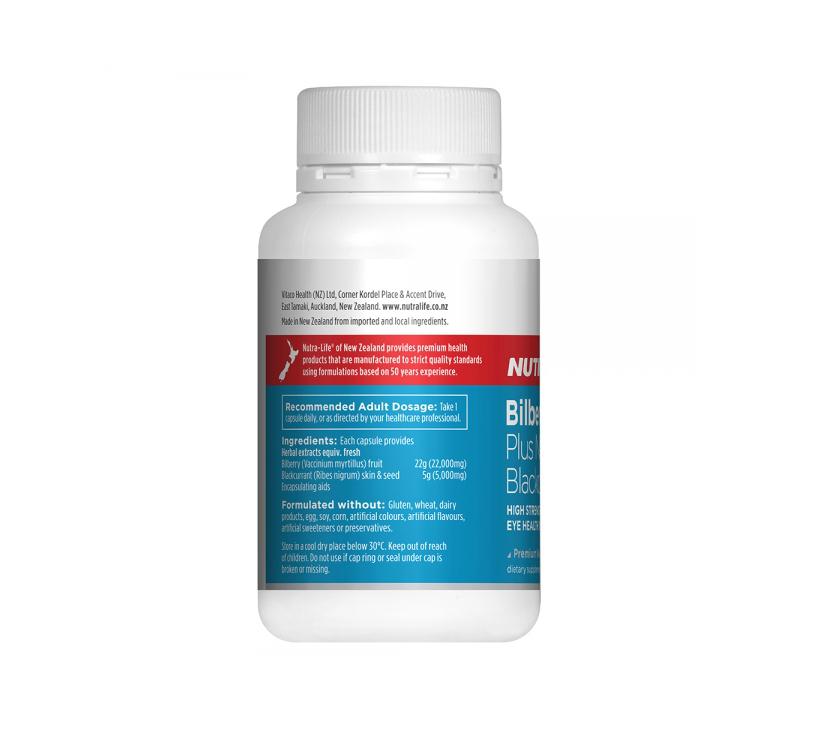 Vitaco Health (NZ) Ltd, Corner Kordel Place & Accent Drive,
East Tamaki, Auckland, New Zealand. www.nutralife.co.nz
Made in New Zealand from imported and local ingredients.
Nutra-Life® of New Zealand provides premium health
products that are manufactured to strict quality standards
using formulations based on 50 years experience.
NUT
Recommended Adult Dosage: Take 1
capsule daily, or as directed by your healthcare professional.
Bilbe
Plus N
Black
Ingredients: Each capsule provides
Herbal extracts equiv. fresh
Bilberry (Vaccinium myrtillus) fruit 22g (22,000mg)
Blackcurrant (Ribes nigrum) skin & seed 5g (5,000mg)
Encapsulating aids
HIGH STREN
EYE HEALTH
Formulated without: Gluten, wheat, dairy
products, egg, soy, corn, artificial colours, artificial flavours,
artificial sweeteners or preservatives.
Store in a cool dry place below 30°C. Keep out of reach
of children. Do not use if cap ring or seal under cap is
broken or missing.
Premium
dietary supplem